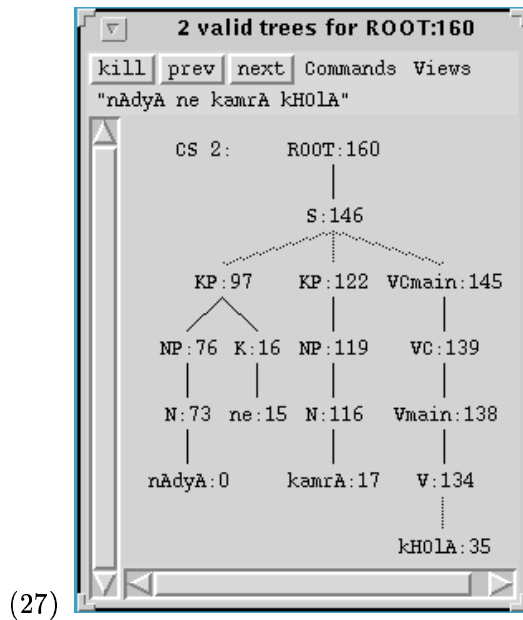 2 valid trees for ROOT:160
kill prev next Commands Views
"nAdyA ne kamrA kHOlA"
CS 2: ROOT:160
S:146
KP:97 KP:122 VCmain:145
NP:76 K:16 NP:119 VC:139
N:73 ne:15 N:116 Vmain:138
nAdyA:0 kamrA:17 V:134
kHOlA:35
(27)